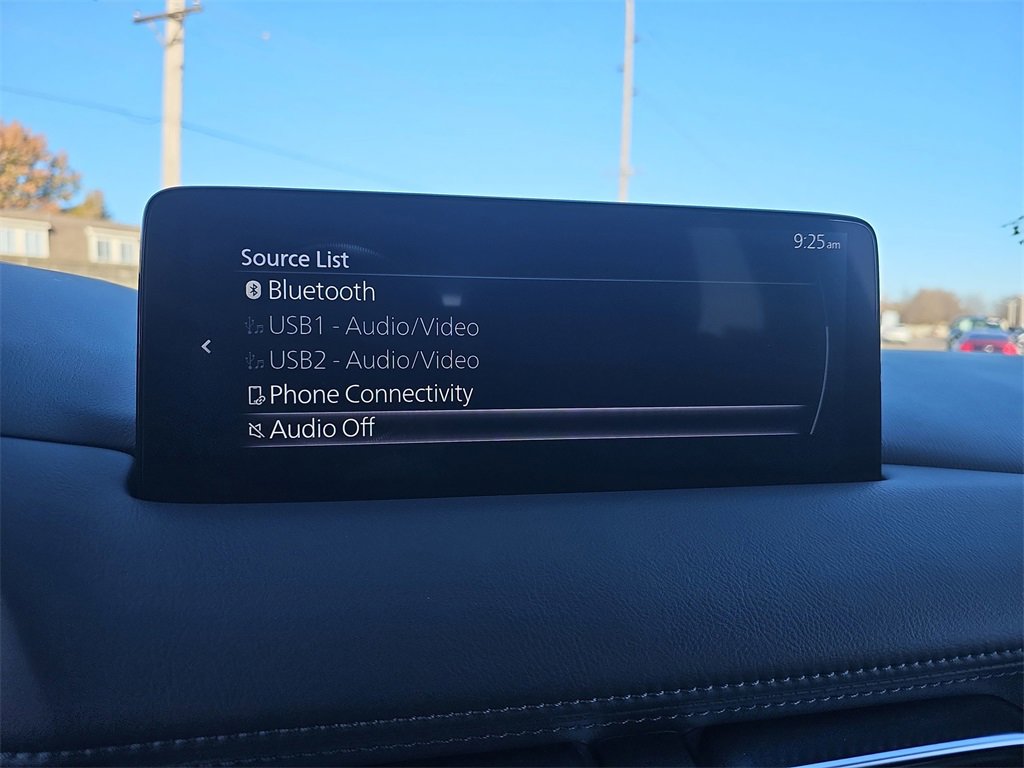 9:25am
Source List
Bluetooth
USB1 - Audio/Video
USB2 - Audio/Video
Phone Connectivity
Audio Off